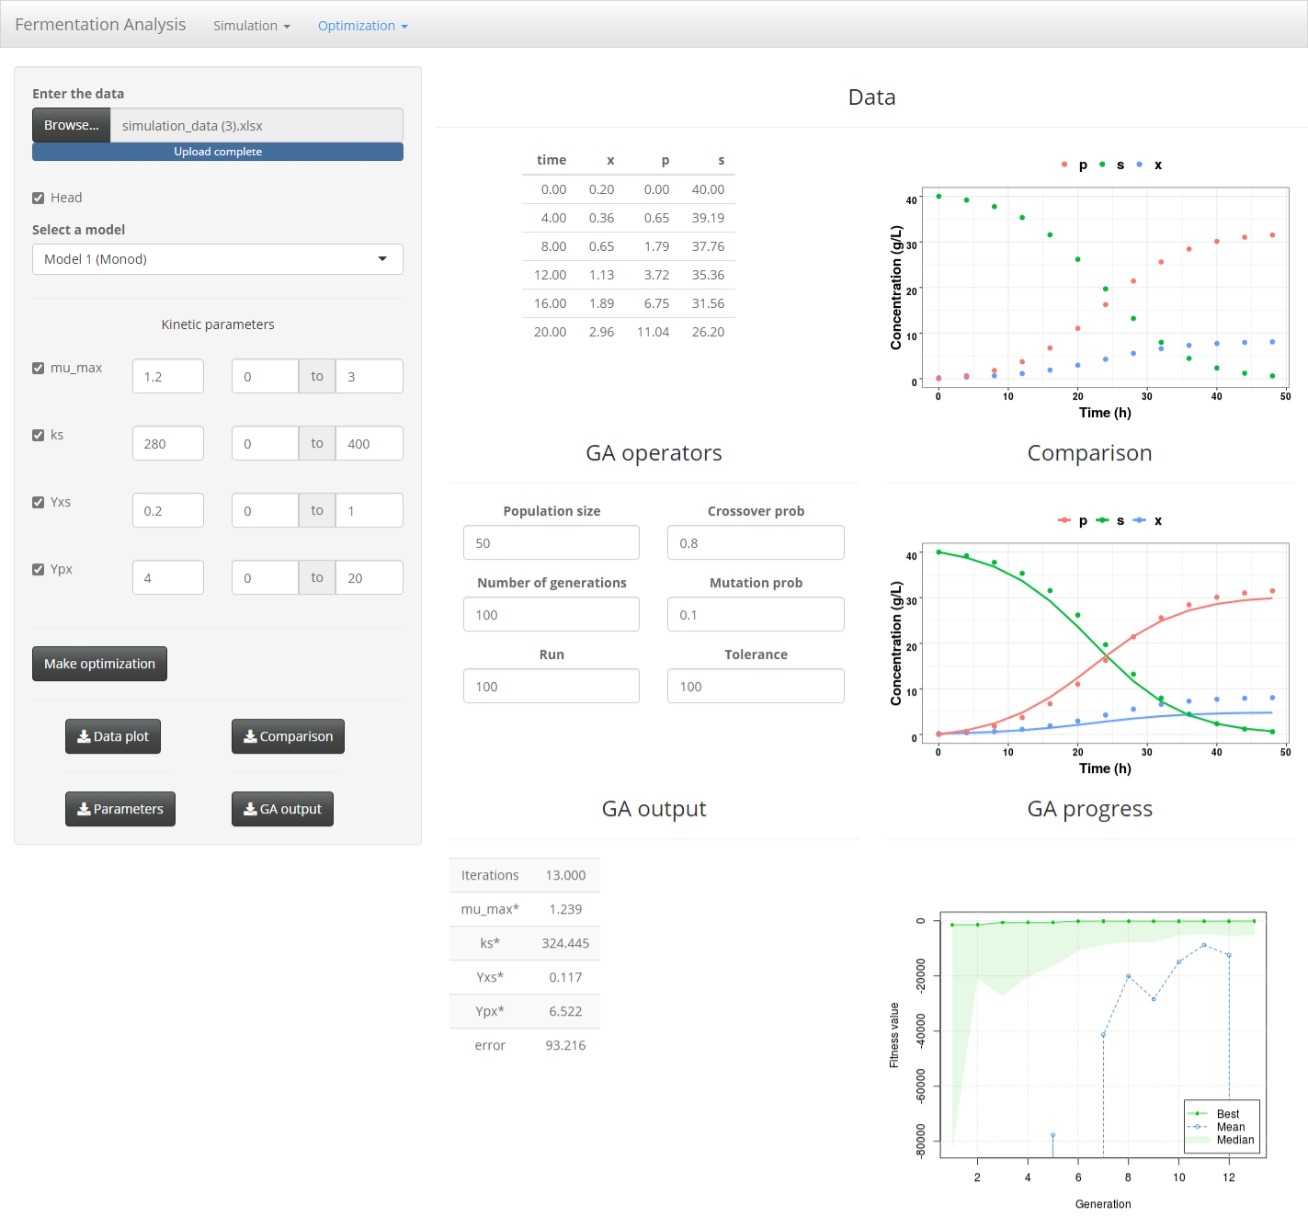 Fermentation Analysis Simulation Optimization
Enter the data
Browse... simulation_data (3).xlsx
Upload complete
Head
Select a model
Model 1 (Monod)
Kinetic parameters
mu_max 1.2 0 to 3
ks 280 0 to 400
Yxs 0.2 0 to 1
Ypx 4 0 to 20
Make optimization
Data plot Comparison
Parameters GA output
Data
time x p s
0.00 0.20 0.00 40.00
4.00 0.36 0.65 39.19
8.00 0.65 1.79 37.76
12.00 1.13 3.72 35.36
16.00 1.89 6.75 31.56
20.00 2.96 11.04 26.20
p s x
Concentration (g/L)
40
30
20
10
0
0 10 20 30 40 50
Time (h)
GA operators
Population size Crossover prob
50 0.8
Number of generations Mutation prob
100 0.1
Run Tolerance
100 100
Comparison
p s x
Concentration (g/L)
40
30
20
10
0
0 10 20 30 40 50
Time (h)
GA output
Iterations 13.000
mu_max* 1.239
ks* 324.445
Yxs* 0.117
Ypx* 6.522
error 93.216
GA progress
Fitness value
0
-20000
-40000
-60000
-80000
Best
Mean
Median
2 4 6 8 10 12
Generation